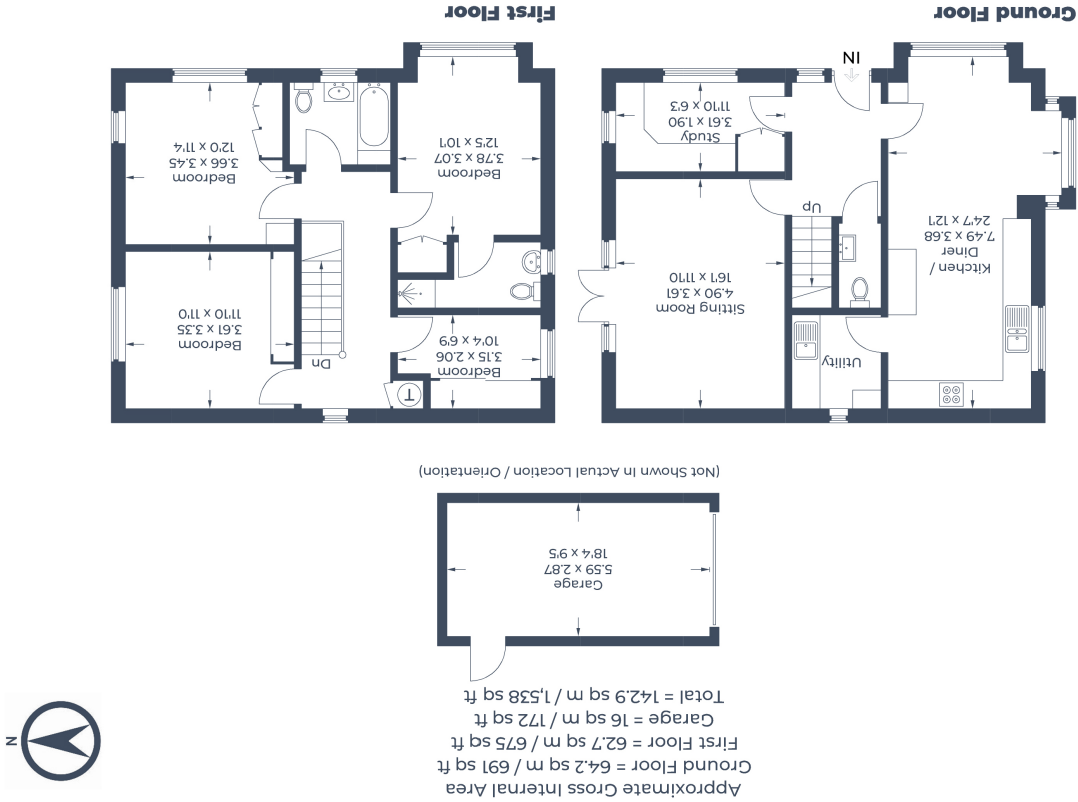 Approximate Gross Internal Area
Ground Floor = 64.2 sq m / 691 sq ft
First Floor = 62.7 sq m / 675 sq ft
Garage = 16 sq m / 172 sq ft
Total = 142.9 sq m / 1,538 sq ft
N
Garage
5.59 x 2.87
18'4 x 9'5
(Not Shown In Actual Location / Orientation)
Kitchen /
Diner
7.49 x 3.68
24'7 x 12'1
Utility
Sitting Room
4.90 x 3.61
16'1 x 11'10
Up
Study
3.61 x 1.90
11'10 x 6'3
IN
Ground Floor
T
Bedroom
3.15 x 2.06
10'4 x 6'9
Dn
Bedroom
3.61 x 3.35
11'10 x 11'0
Bedroom
3.78 x 3.07
12'5 x 10'1
Bedroom
3.66 x 3.45
12'0 x 11'4
First Floor